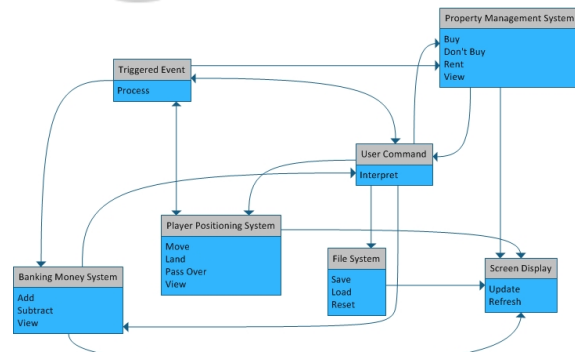 Property Management System
Buy
Don't Buy
Rent
View
Triggered Event
Process
User Command
Interpret
Player Positioning System
Move
Land
Pass Over
View
File System
Save
Load
Reset
Screen Display
Update
Refresh
Banking Money System
Add
Subtract
View